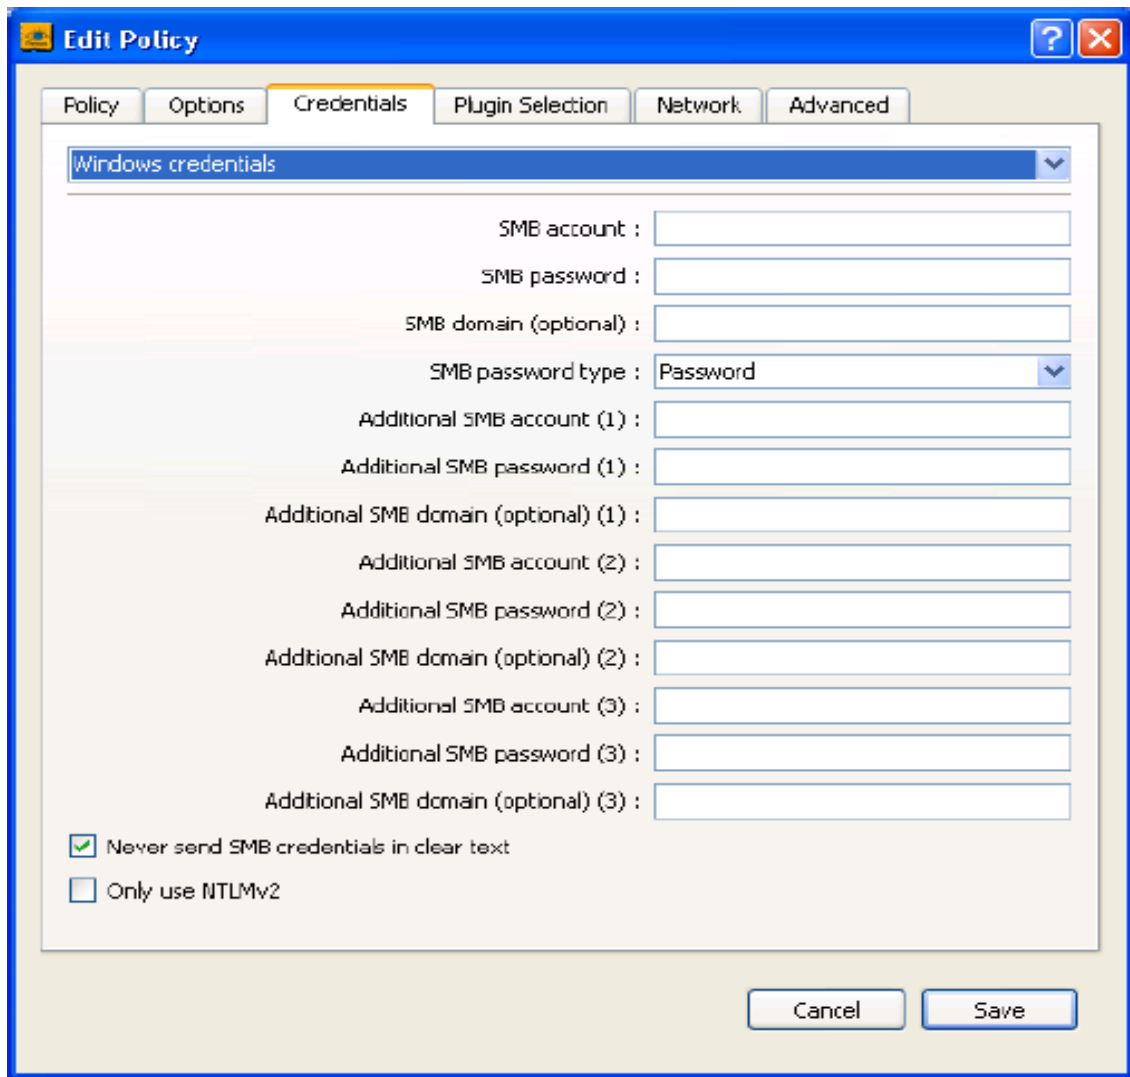 Edit Policy
Policy Options Credentials Plugin Selection Network Advanced
Windows credentials
SMB account :
SMB password :
SMB domain (optional) :
SMB password type : Password
Additional SMB account (1) :
Additional SMB password (1) :
Additional SMB domain (optional) (1) :
Additional SMB account (2) :
Additional SMB password (2) :
Additional SMB domain (optional) (2) :
Additional SMB account (3) :
Additional SMB password (3) :
Additional SMB domain (optional) (3) :
Never send SMB credentials in clear text
Only use NTLMv2
Cancel Save